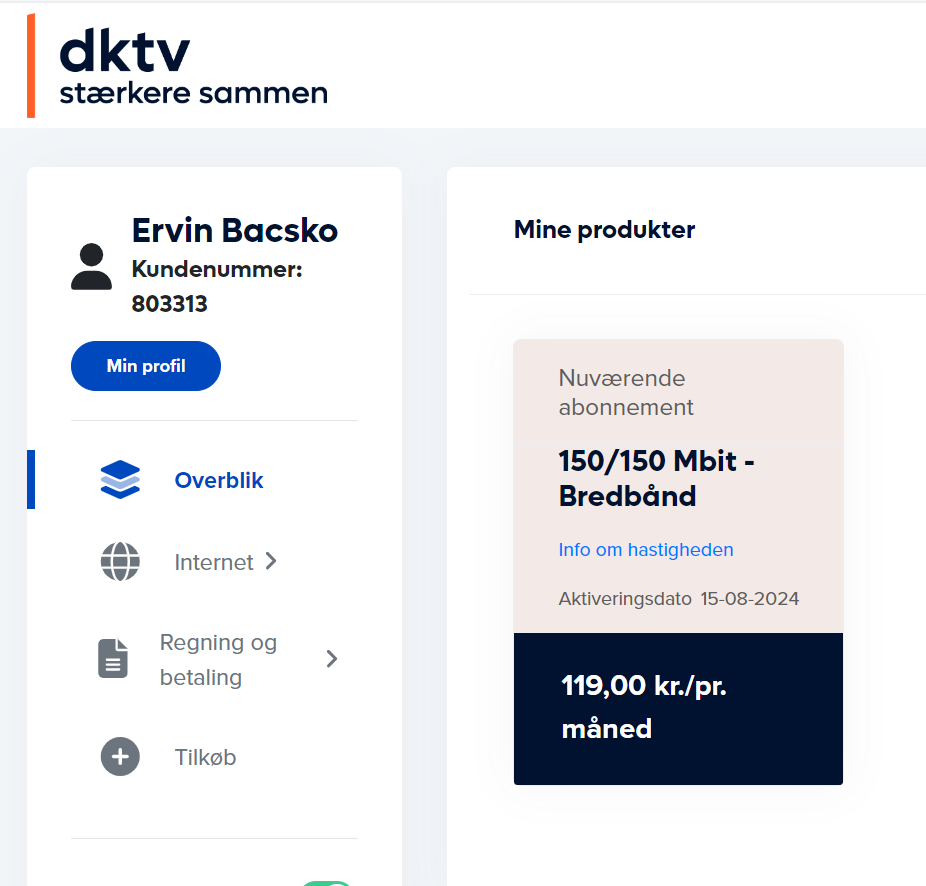 dktv
stærkere sammen
Ervin Bacsko
Kundenummer:
803313
Min profil
Overblik
Internet
Regning og
betaling
Tilkøb
Mine produkter
Nuværende
abonnement
150/150 Mbit -
Bredbånd
Info om hastigheden
Aktiveringsdato 15-08-2024
119,00 kr./pr.
måned